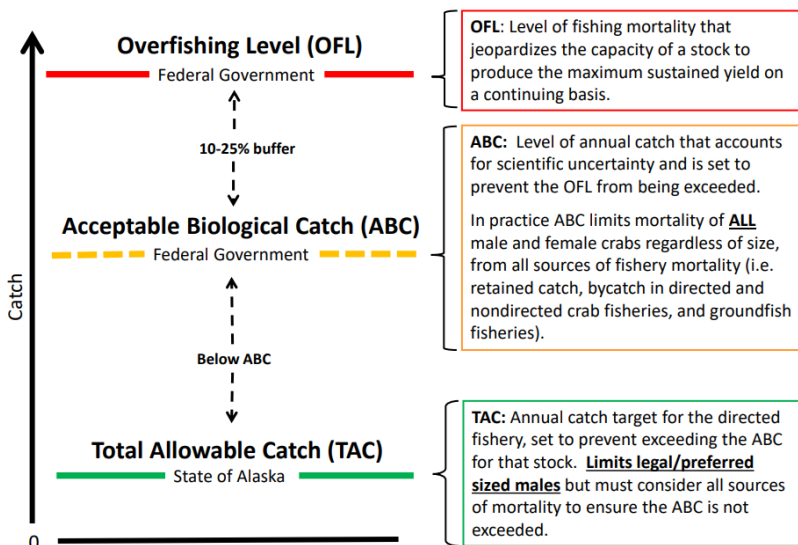 Overfishing Level (OFL)
Federal Government
OFL: Level of fishing mortality that
jeopardizes the capacity of a stock to
produce the maximum sustained yield on
a continuing basis.
10-25% buffer
Acceptable Biological Catch (ABC)
Federal Government
ABC:  Level of annual catch that accounts
for scientific uncertainty and is set to
prevent the OFL from being exceeded.
In practice ABC limits mortality of ALL
male and female crabs regardless of size,
from all sources of fishery mortality (i.e.
retained catch, bycatch in directed and
nondirected crab fisheries, and groundfish
fisheries).
Catch
Below ABC
Total Allowable Catch (TAC)
State of Alaska
TAC: Annual catch target for the directed
fishery, set to prevent exceeding the ABC
for that stock.  Limits legal/preferred
sized males but must consider all sources
of mortality to ensure the ABC is not
exceeded.
0